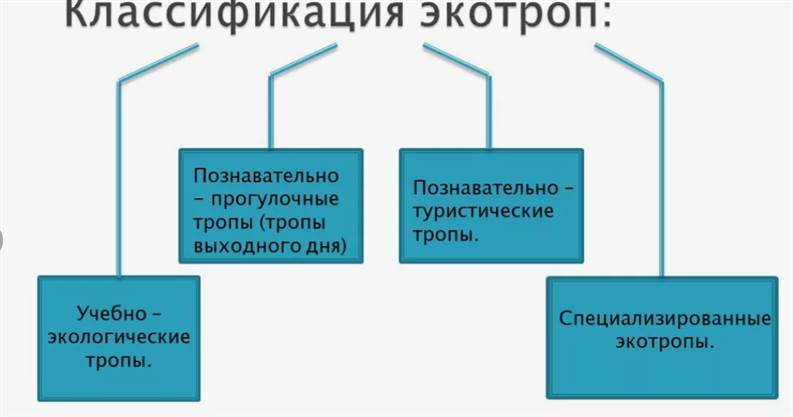 Классификация экотроп:
Познавательно
– прогулочные
тропы (тропы
выходного дня)
Познавательно –
туристические
тропы.
Учебно –
экологические
тропы.
Специализированные
экотропы.